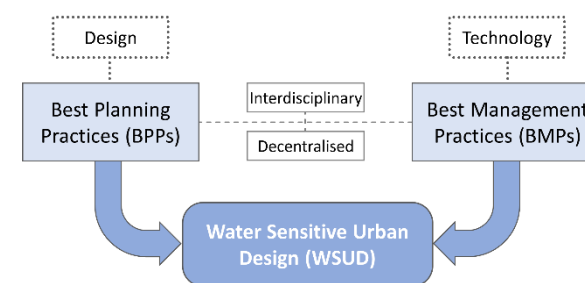 Design
Technology
Best Planning
Practices (BPPs)
Interdisciplinary
Decentralised
Best Management
Practices (BMPs)
Water Sensitive Urban
Design (WSUD)